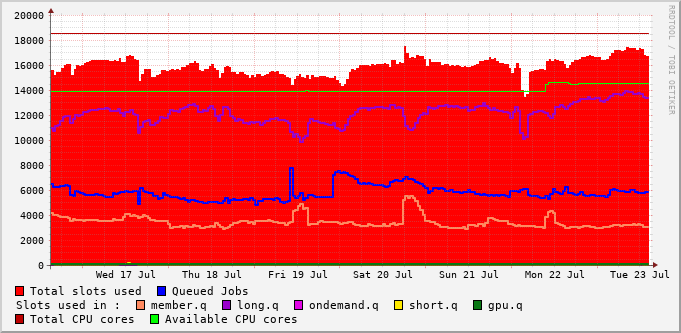 20000
18000
16000
14000
12000
10000
8000
6000
4000
2000
0
Wed 17 Jul Thu 18 Jul Fri 19 Jul Sat 20 Jul Sun 21 Jul Mon 22 Jul Tue 23 Jul
Total slots used Queued Jobs
Slots used in : member.q long.q ondemand.q short.q gpu.q
Total CPU cores Available CPU cores
RRDTOOL / TOBI OETIKER